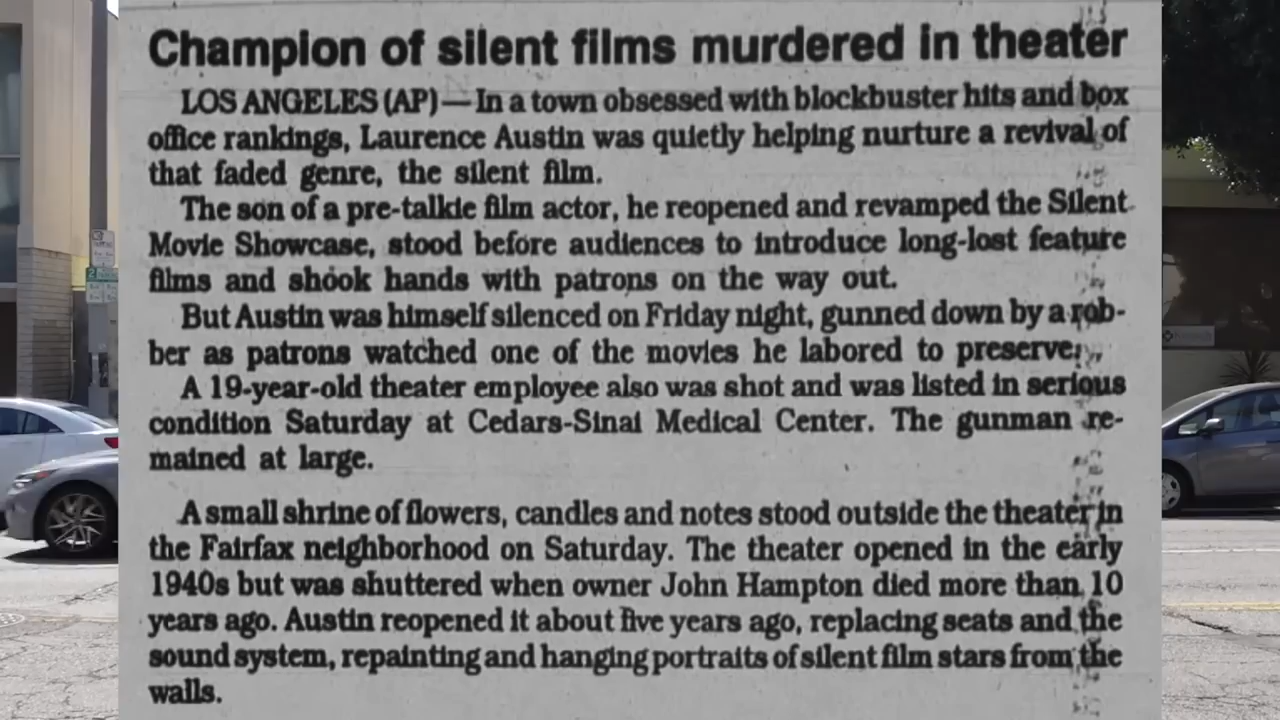 Champion of silent films murdered in theater
LOS ANGELES (AP)—In a town obsessed with blockbuster hits and box
office rankings, Laurence Austin was quietly helping nurture a revival of
that faded genre, the silent film.
The son of a pre-talkie film actor, he reopened and revamped the Silent
Movie Showcase, stood before audiences to introduce long-lost feature
films and shook hands with patrons on the way out.
But Austin was himself silenced on Friday night, gunned down by a rob-
ber as patrons watched one of the movies he labored to preserve.
A 19-year-old theater employee also was shot and was listed in serious
condition Saturday at Cedars-Sinai Medical Center. The gunman re-
mained at large.
A small shrine of flowers, candles and notes stood outside the theater in
the Fairfax neighborhood on Saturday. The theater opened in the early
1940s but was shuttered when owner John Hampton died more than 10
years ago. Austin reopened it about five years ago, replacing seats and the
sound system, repainting and hanging portraits of silent film stars from the
walls.